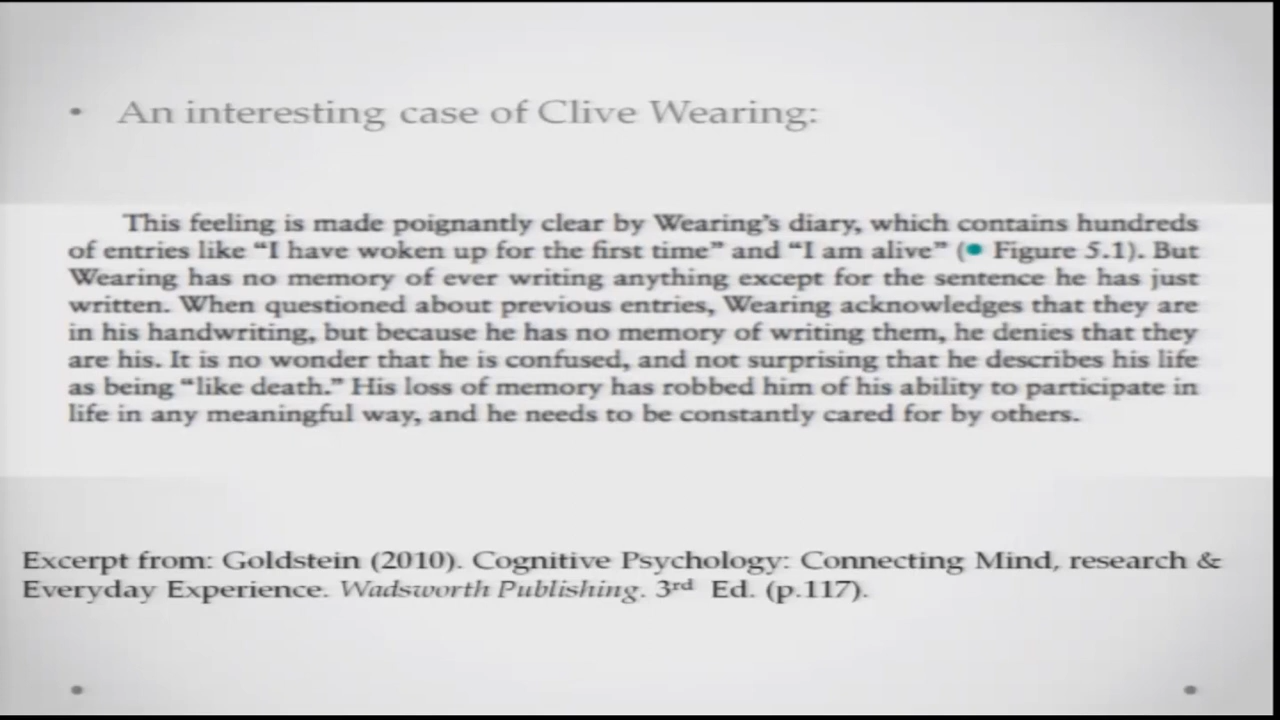 • An interesting case of Clive Wearing:
This feeling is made poignantly clear by Wearing's diary, which contains hundreds
of entries like “I have woken up for the first time” and “I am alive” (• Figure 5.1). But
Wearing has no memory of ever writing anything except for the sentence he has just
written. When questioned about previous entries, Wearing acknowledges that they are
in his handwriting, but because he has no memory of writing them, he denies that they
are his. It is no wonder that he is confused, and not surprising that he describes his life
as being “like death.” His loss of memory has robbed him of his ability to participate in
life in any meaningful way, and he needs to be constantly cared for by others.
Excerpt from: Goldstein (2010). Cognitive Psychology: Connecting Mind, research &
Everyday Experience. Wadsworth Publishing. 3rd Ed. (p.117).